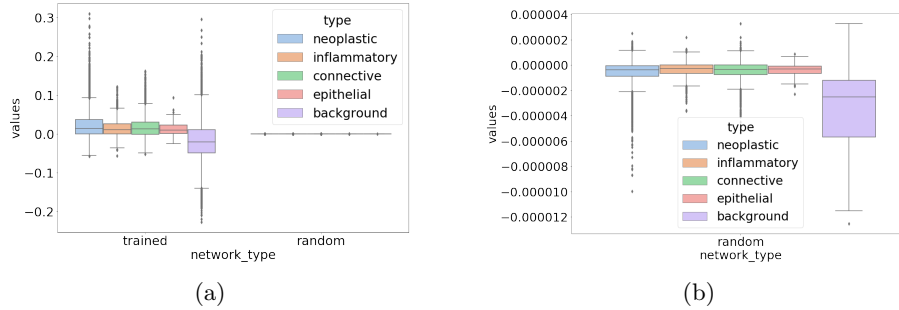 0.3
0.2
0.1
0.0
−0.1
−0.2
values
type
neoplastic
inflammatory
connective
epithelial
background
trained
random
network_type
(a)
0.000004
0.000002
0.000000
−0.000002
−0.000004
−0.000006
−0.000008
−0.000010
−0.000012
values
type
neoplastic
inflammatory
connective
epithelial
background
random
network_type
(b)